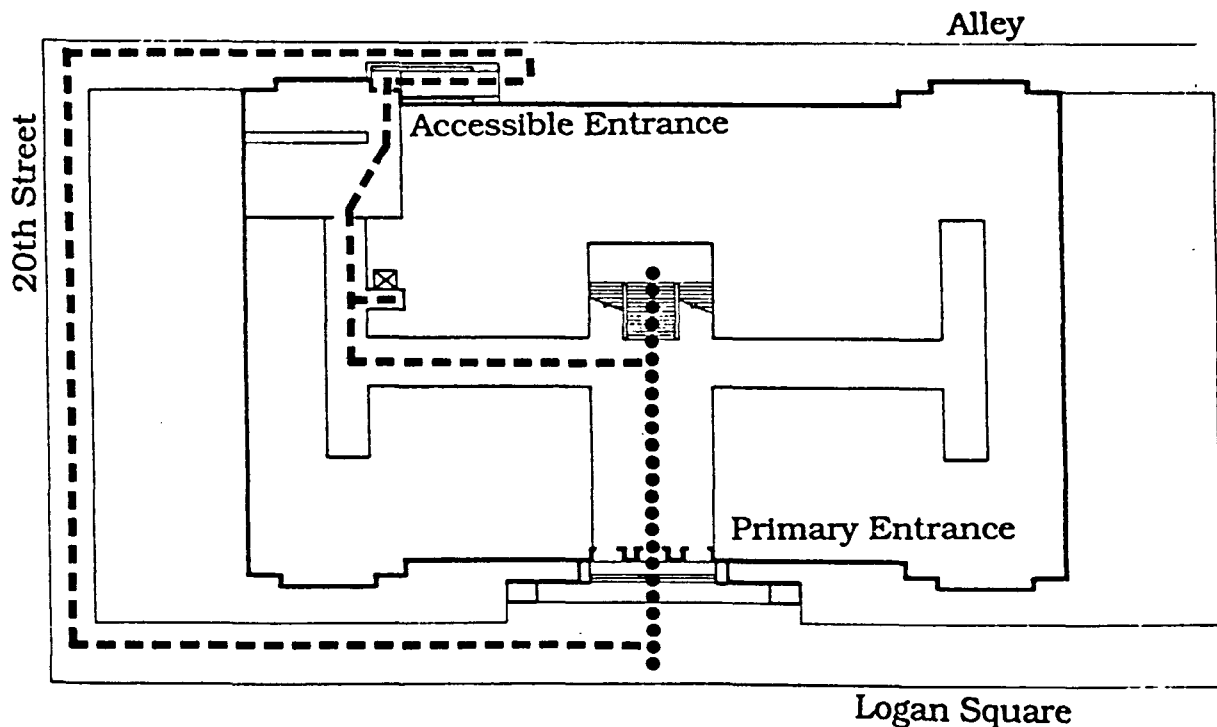 Alley
Accessible Entrance
20th Street
Primary Entrance
Logan Square